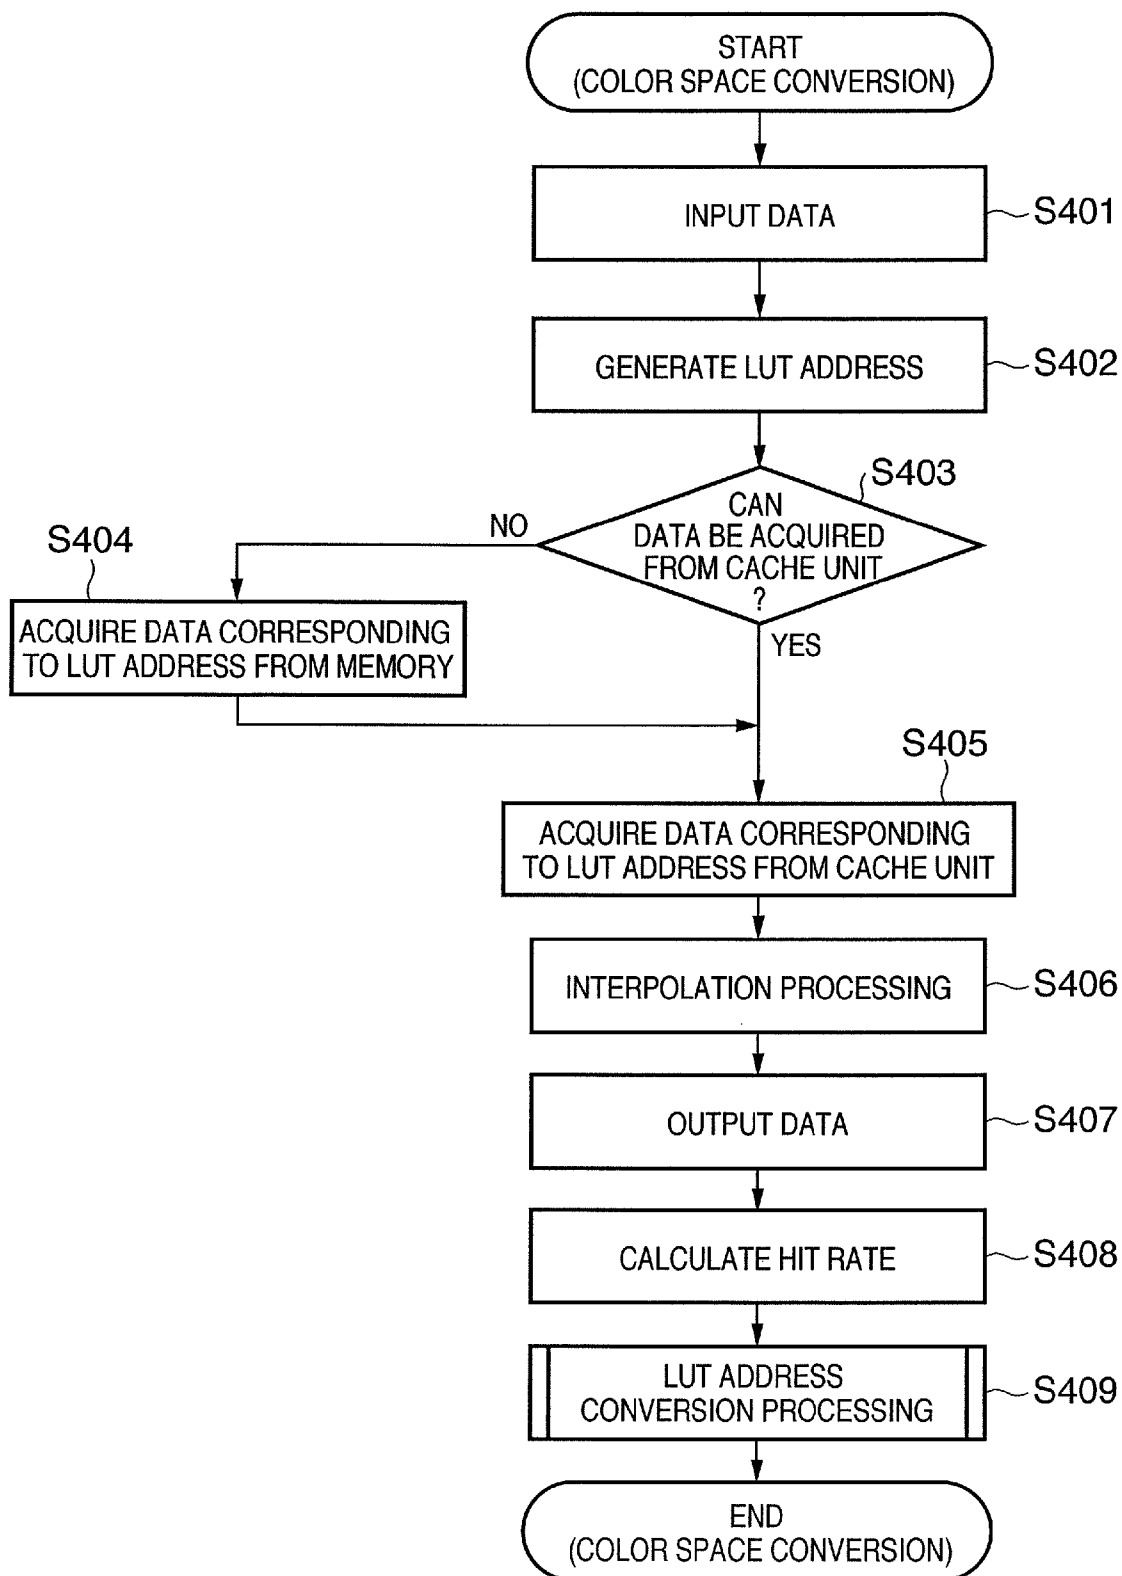 START
(COLOR SPACE CONVERSION)
INPUT DATA
S401
GENERATE LUT ADDRESS
S402
S403
CAN
DATA BE ACQUIRED
FROM CACHE UNIT
?
NO
YES
S404
ACQUIRE DATA CORRESPONDING
TO LUT ADDRESS FROM MEMORY
S405
ACQUIRE DATA CORRESPONDING
TO LUT ADDRESS FROM CACHE UNIT
INTERPOLATION PROCESSING
S406
OUTPUT DATA
S407
CALCULATE HIT RATE
S408
LUT ADDRESS
CONVERSION PROCESSING
S409
END
(COLOR SPACE CONVERSION)